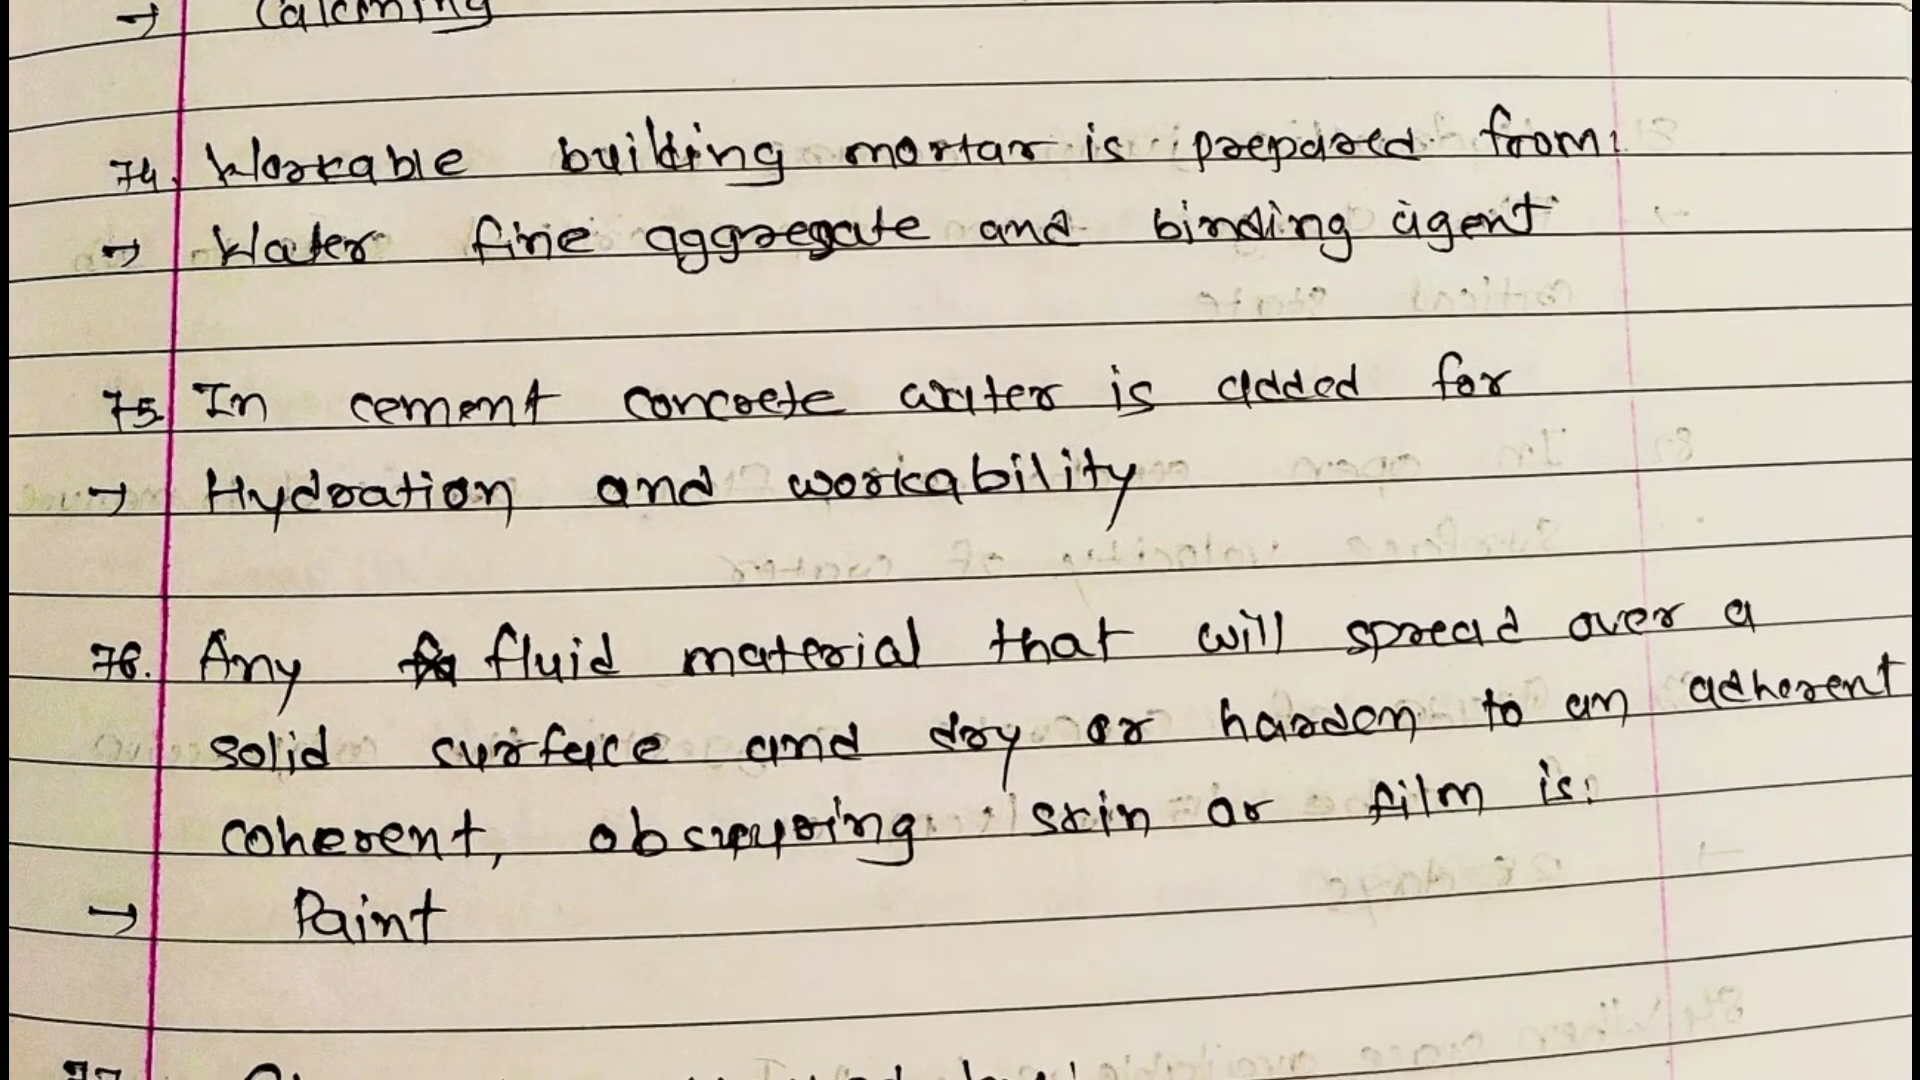 → Calcining
74. Workable building mortar is prepared from:
→ Water fine aggregate and binding agent
75. In cement concrete water is added for
→ Hydration and workability
76. Any fluid material that will spread over a
solid surface and dry or harden to an adherent
coherent, obscuring skin or film is:
→ Paint
77.